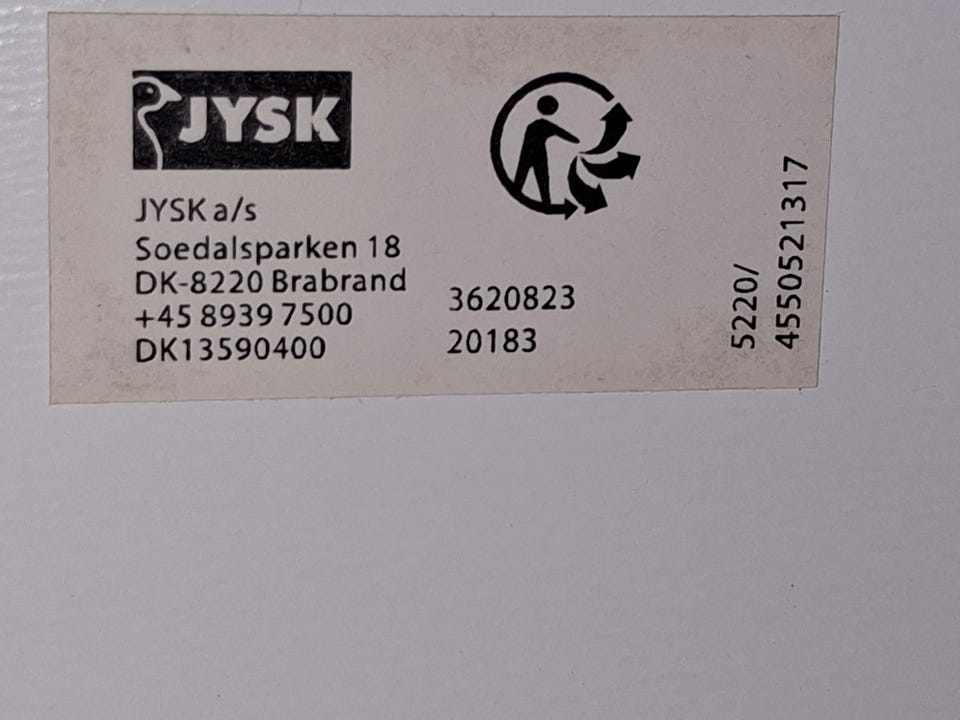 JYSK
JYSK a/s
Soedalsparken 18
DK-8220 Brabrand
+45 8939 7500
DK13590400
3620823
20183
5220/
4550521317